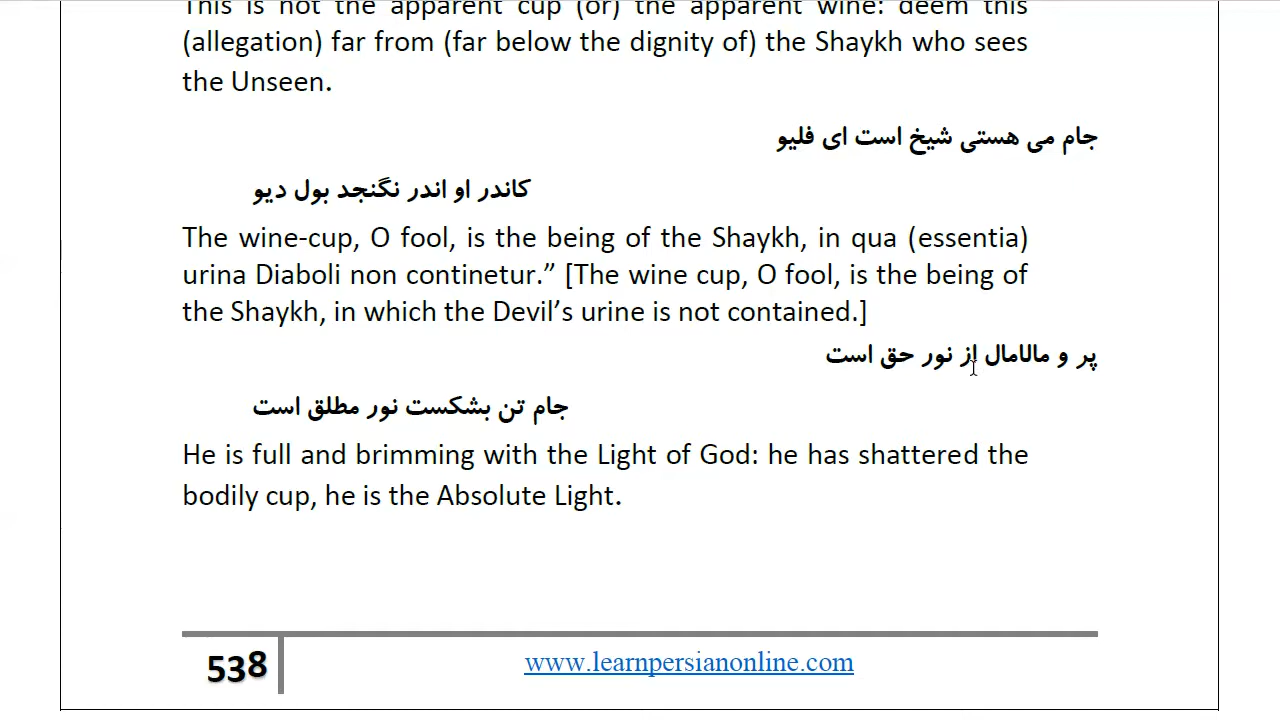 This is not the apparent cup (or) the apparent wine: deem this
(allegation) far from (far below the dignity of) the Shaykh who sees
the Unseen.
جام می هستی شیخ است ای فلیو
کاندر او اندر نگنجد بول دیو
The wine-cup, O fool, is the being of the Shaykh, in qua (essentia)
urina Diaboli non continetur.” [The wine cup, O fool, is the being of
the Shaykh, in which the Devil’s urine is not contained.]
پر و مالامال از نور حق است
جام تن بشکست نور مطلق است
He is full and brimming with the Light of God: he has shattered the
bodily cup, he is the Absolute Light.
538
www.learnpersianonline.com